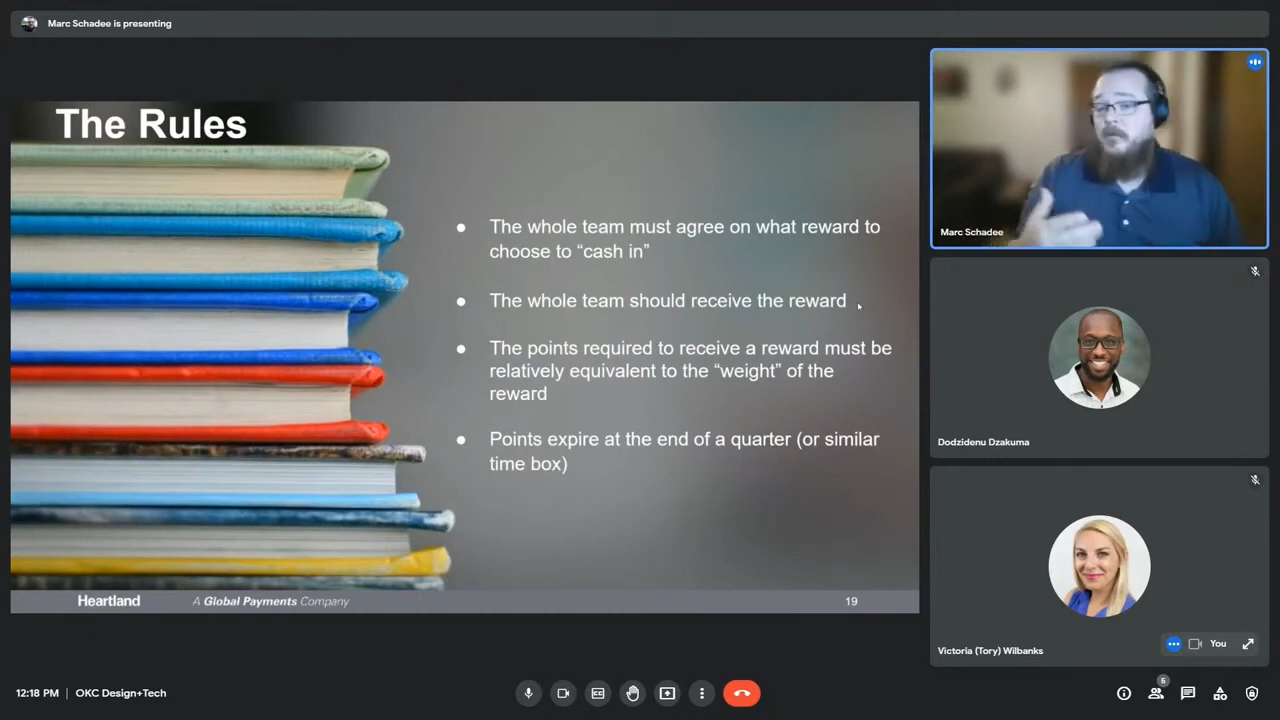 Marc Schadee is presenting
The Rules
● The whole team must agree on what reward to
choose to “cash in”
● The whole team should receive the reward
● The points required to receive a reward must be
relatively equivalent to the “weight” of the
reward
● Points expire at the end of a quarter (or similar
time box)
Heartland
A Global Payments Company
19
Marc Schadee
Dodzidenu Dzakuma
Victoria (Tory) Wilbanks
You
12:18 PM | OKC Design+Tech
CC
5